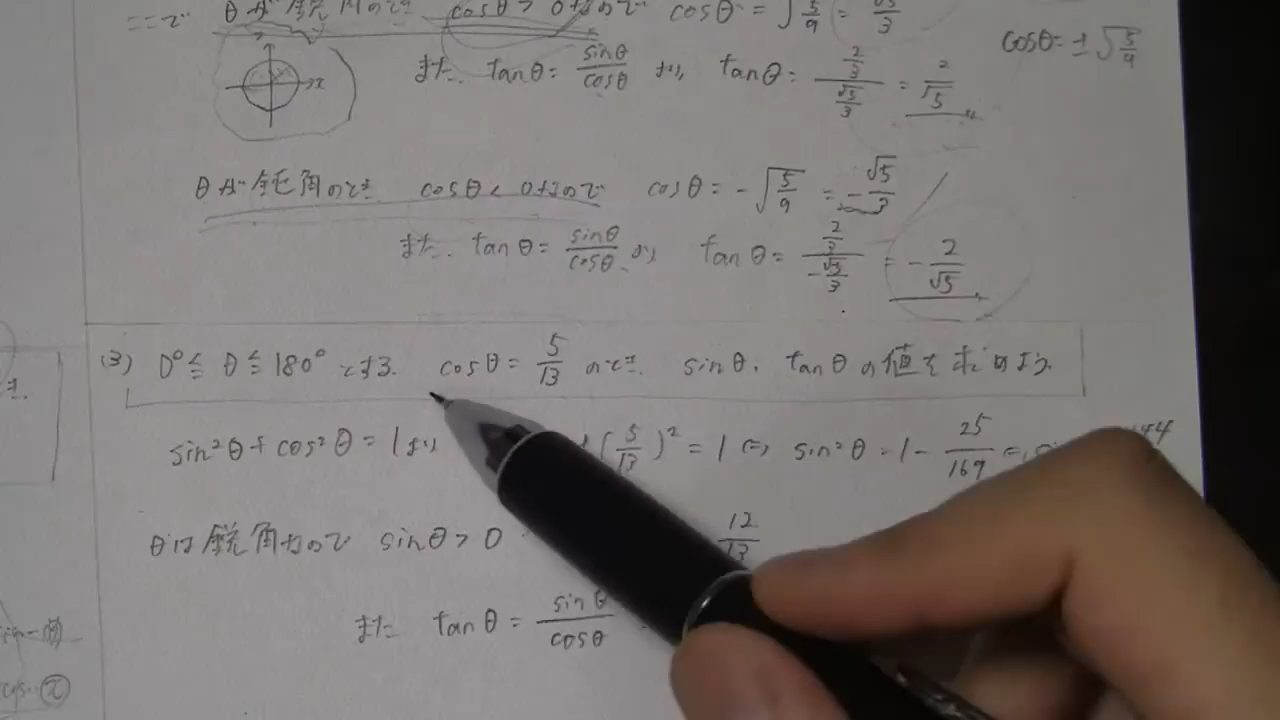 θが鋭角のとき cosθ > 0なので cosθ = √5/9 = √5/3
cosθ = ±√5/9
また. tanθ = sinθ/cosθ より, tanθ = 2/3/√5/3 = 2/√5
x
θが鈍角のとき cosθ < 0なので cosθ = -√5/9 = -√5/3
また. tanθ = sinθ/cosθ より tanθ = 2/3/-√5/3 = -2/√5
(3) 0°≦ θ ≦ 180° とする. cosθ = 5/13 のとき. sinθ. tanθ の値を求めよう.
sin²θ + cos²θ = 1より (5/13)² = 1 ⇔ sin²θ = 1 - 25/169
θは鋭角なので sinθ > 0 12/13
また tanθ = sinθ/cosθ